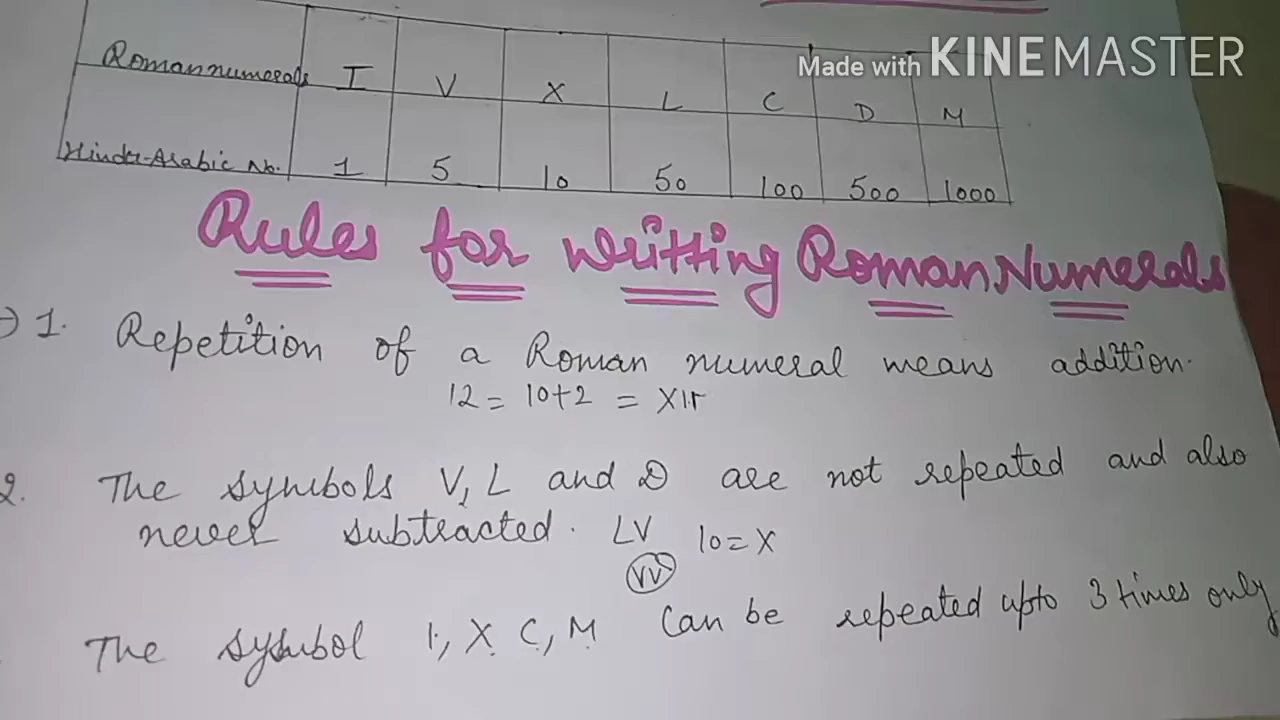 Made with KINEMASTER
Roman numerals I V X L C D M
Hindu-Arabic No. 1 5 10 50 100 500 1000
Rules for Writting Roman Numerals
→ 1. Repetition of a Roman numeral means addition.
12 = 10+2 = XII
2. The symbols V, L and D are not repeated and also
never subtracted. LV 10=X
VV
The symbol I, X, C, M can be repeated upto 3 times only